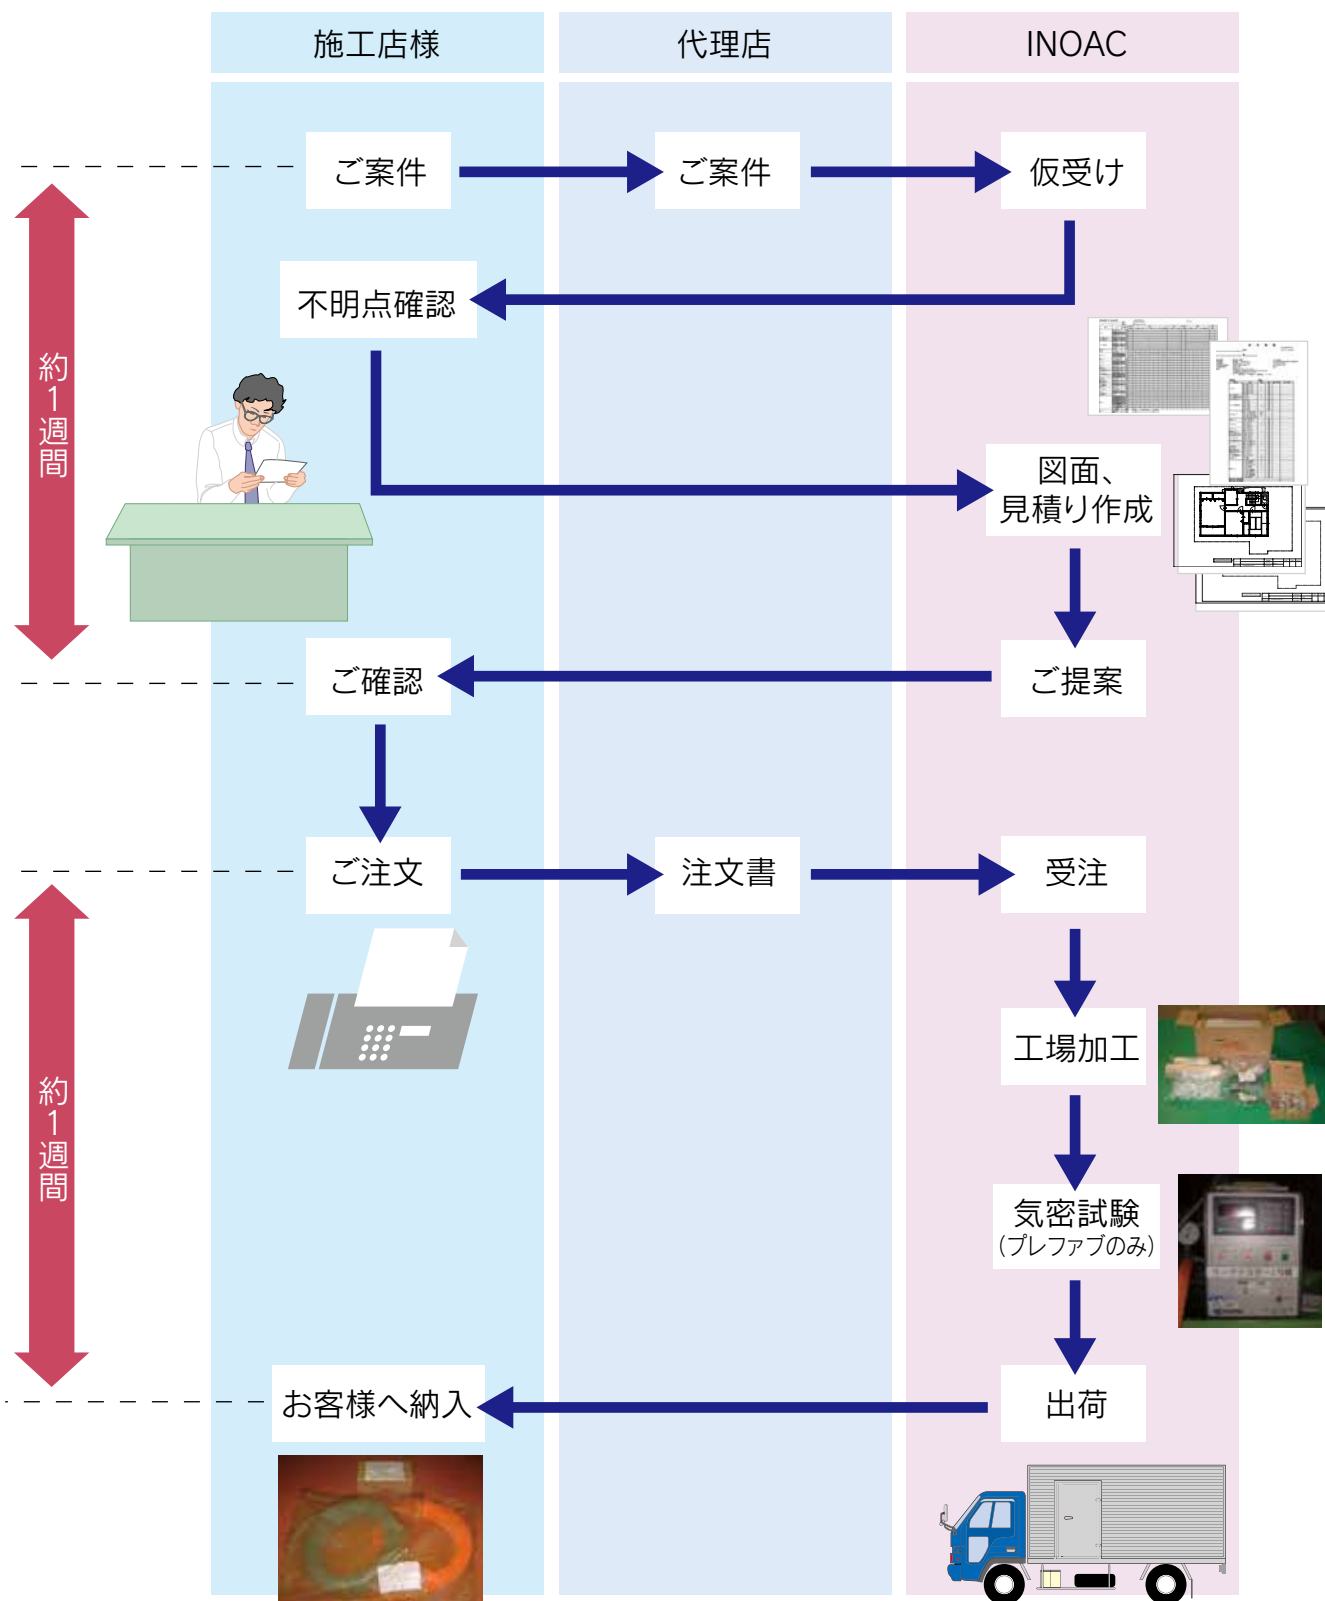 施工店様
代理店
INOAC
ご案件
ご案件
仮受け
不明点確認
約1週間
図面、
見積り作成
ご確認
ご提案
ご注文
注文書
受注
約1週間
工場加工
気密試験
(プレファブのみ)
お客様へ納入
出荷